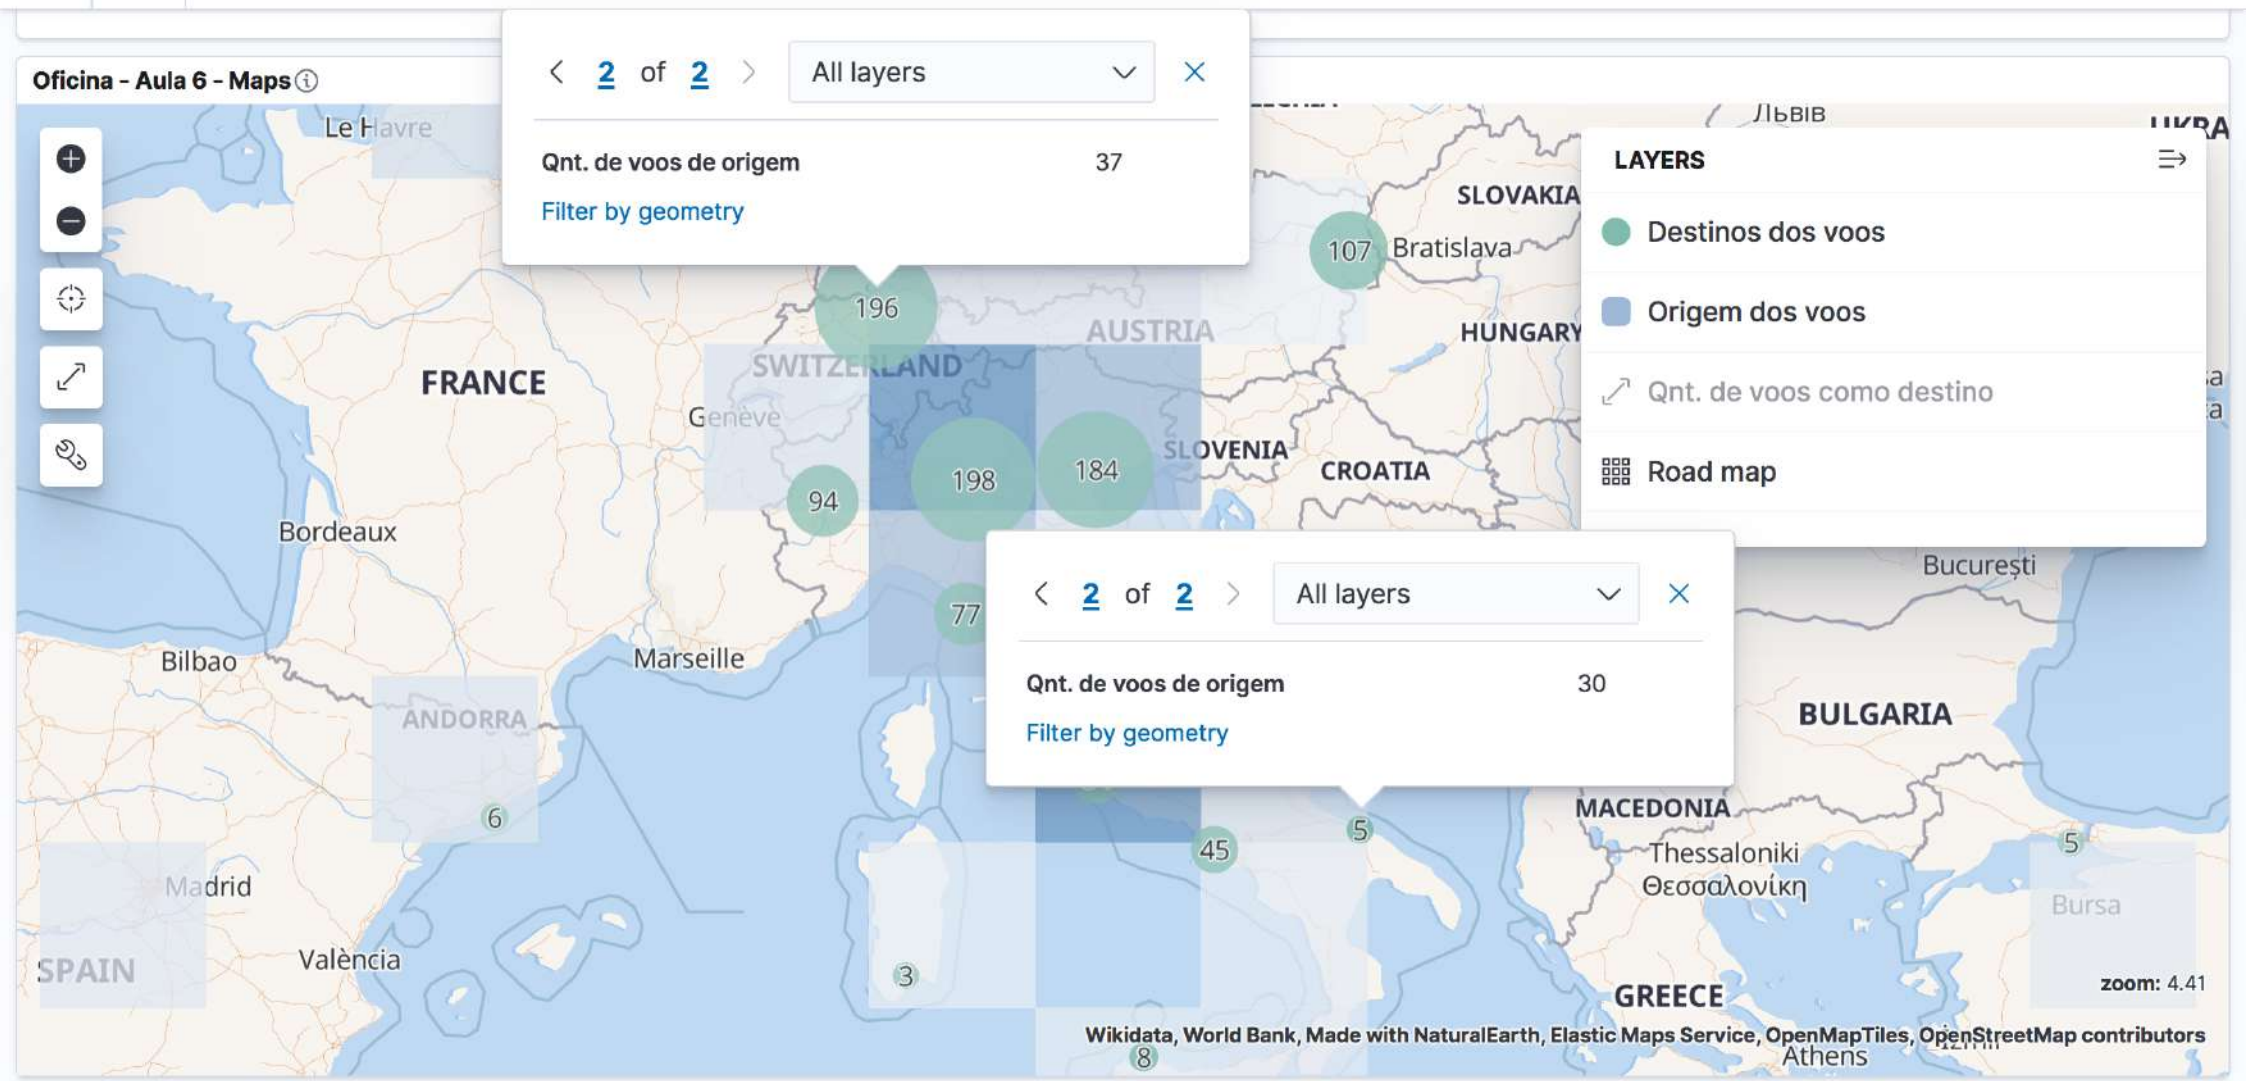 Oficina - Aula 6 - Maps
2 of 2
All layers
Qnt. de voos de origem 37
Filter by geometry
LAYERS
Destinos dos voos
Origem dos voos
Qnt. de voos como destino
Road map
Le Havre
Львів
SLOVAKIA
107
Bratislava
196
AUSTRIA
HUNGARY
SWITZERLAND
FRANCE
Genève
SLOVENIA
CROATIA
198
184
94
Bordeaux
București
77
2 of 2
All layers
Qnt. de voos de origem 30
Filter by geometry
Bilbao
Marseille
ANDORRA
BULGARIA
MACEDONIA
6
5
45
5
Thessaloniki
Θεσσαλονίκη
Madrid
Bursa
València
SPAIN
3
zoom: 4.41
GREECE
Wikidata, World Bank, Made with NaturalEarth, Elastic Maps Service, OpenMapTiles, OpenStreetMap contributors
8
Athens